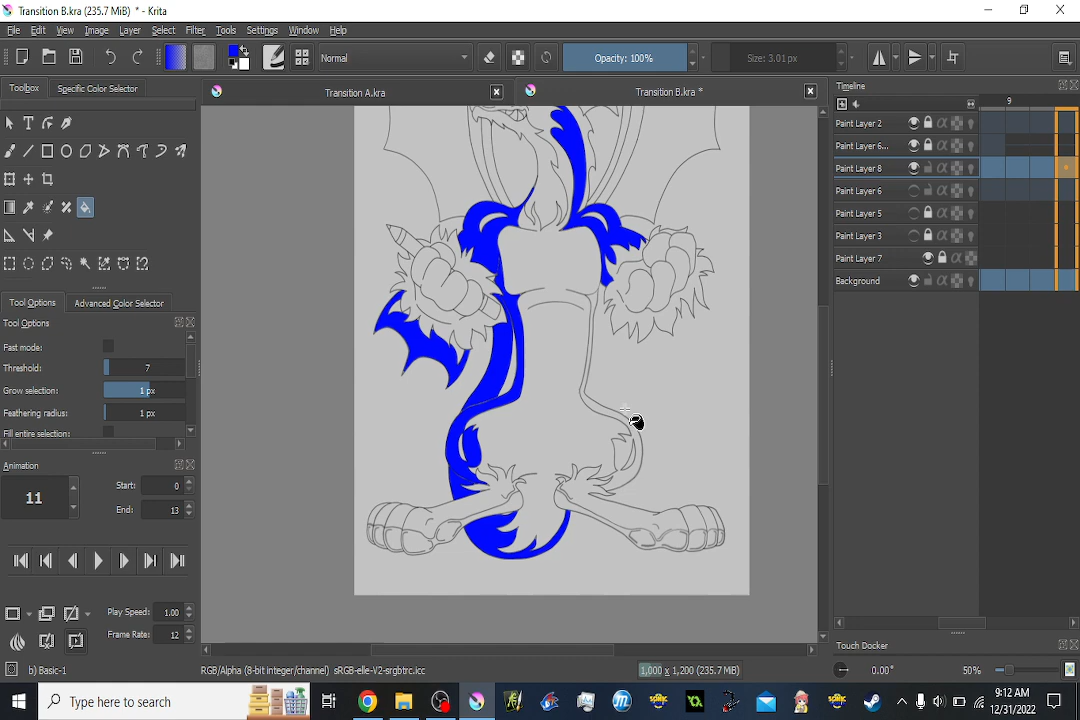 Transition B.kra (235.7 MiB) * - Krita
File Edit View Image Layer Select Filter Tools Settings Window Help
Normal Opacity: 100% Size: 3.01 px
Toolbox Specific Color Selector
Transition A.kra Transition B.kra *
Timeline
9
Paint Layer 2
Paint Layer 6...
Paint Layer 8
Paint Layer 6
Paint Layer 5
Paint Layer 3
Paint Layer 7
Background
Tool Options Advanced Color Selector
Tool Options
Fast mode:
Threshold: 7
Grow selection: 1 px
Feathering radius: 1 px
Fill entire selection:
Animation
11 Start: 0
End: 13
Play Speed: 1.00
Frame Rate: 12
Touch Docker
b) Basic-1 RGB/Alpha (8-bit integer/channel) sRGB-elle-V2-srgbtrc.icc 1,000 x 1,200 (235.7 MiB) 0.00° 50%
Type here to search
9:12 AM
12/31/2022